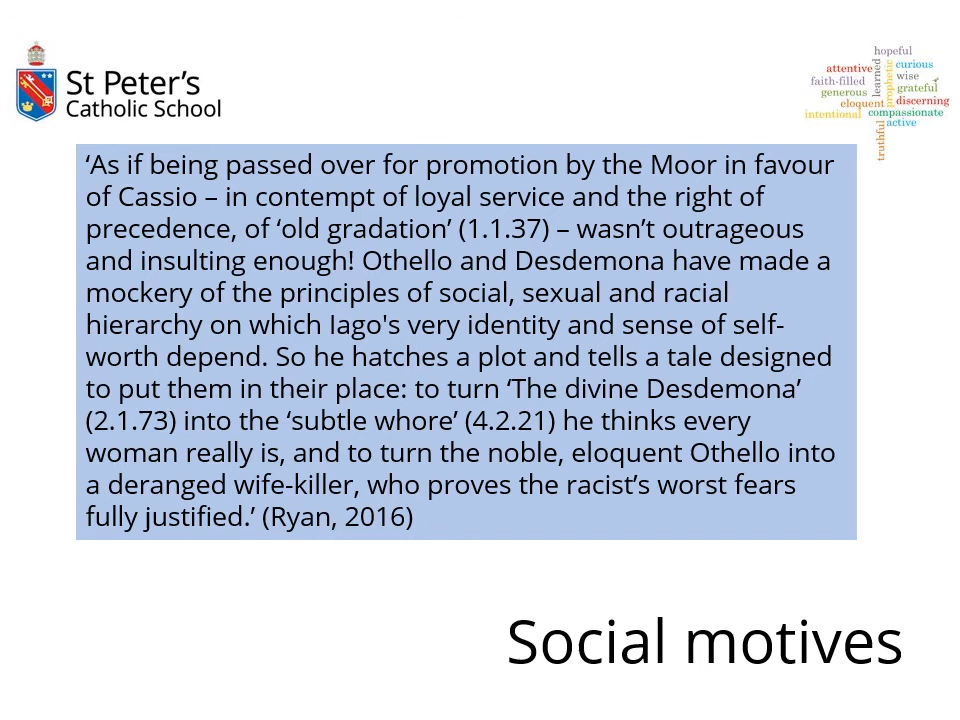 St Peter's
Catholic School
hopeful
attentive
curious
learned
prophetic
wise
faith-filled
grateful
generous
eloquent
discerning
intentional
compassionate
active
truthful
‘As if being passed over for promotion by the Moor in favour
of Cassio – in contempt of loyal service and the right of
precedence, of ‘old gradation’ (1.1.37) – wasn’t outrageous
and insulting enough! Othello and Desdemona have made a
mockery of the principles of social, sexual and racial
hierarchy on which Iago's very identity and sense of self-
worth depend. So he hatches a plot and tells a tale designed
to put them in their place: to turn ‘The divine Desdemona’
(2.1.73) into the ‘subtle whore’ (4.2.21) he thinks every
woman really is, and to turn the noble, eloquent Othello into
a deranged wife-killer, who proves the racist’s worst fears
fully justified.’ (Ryan, 2016)
Social motives